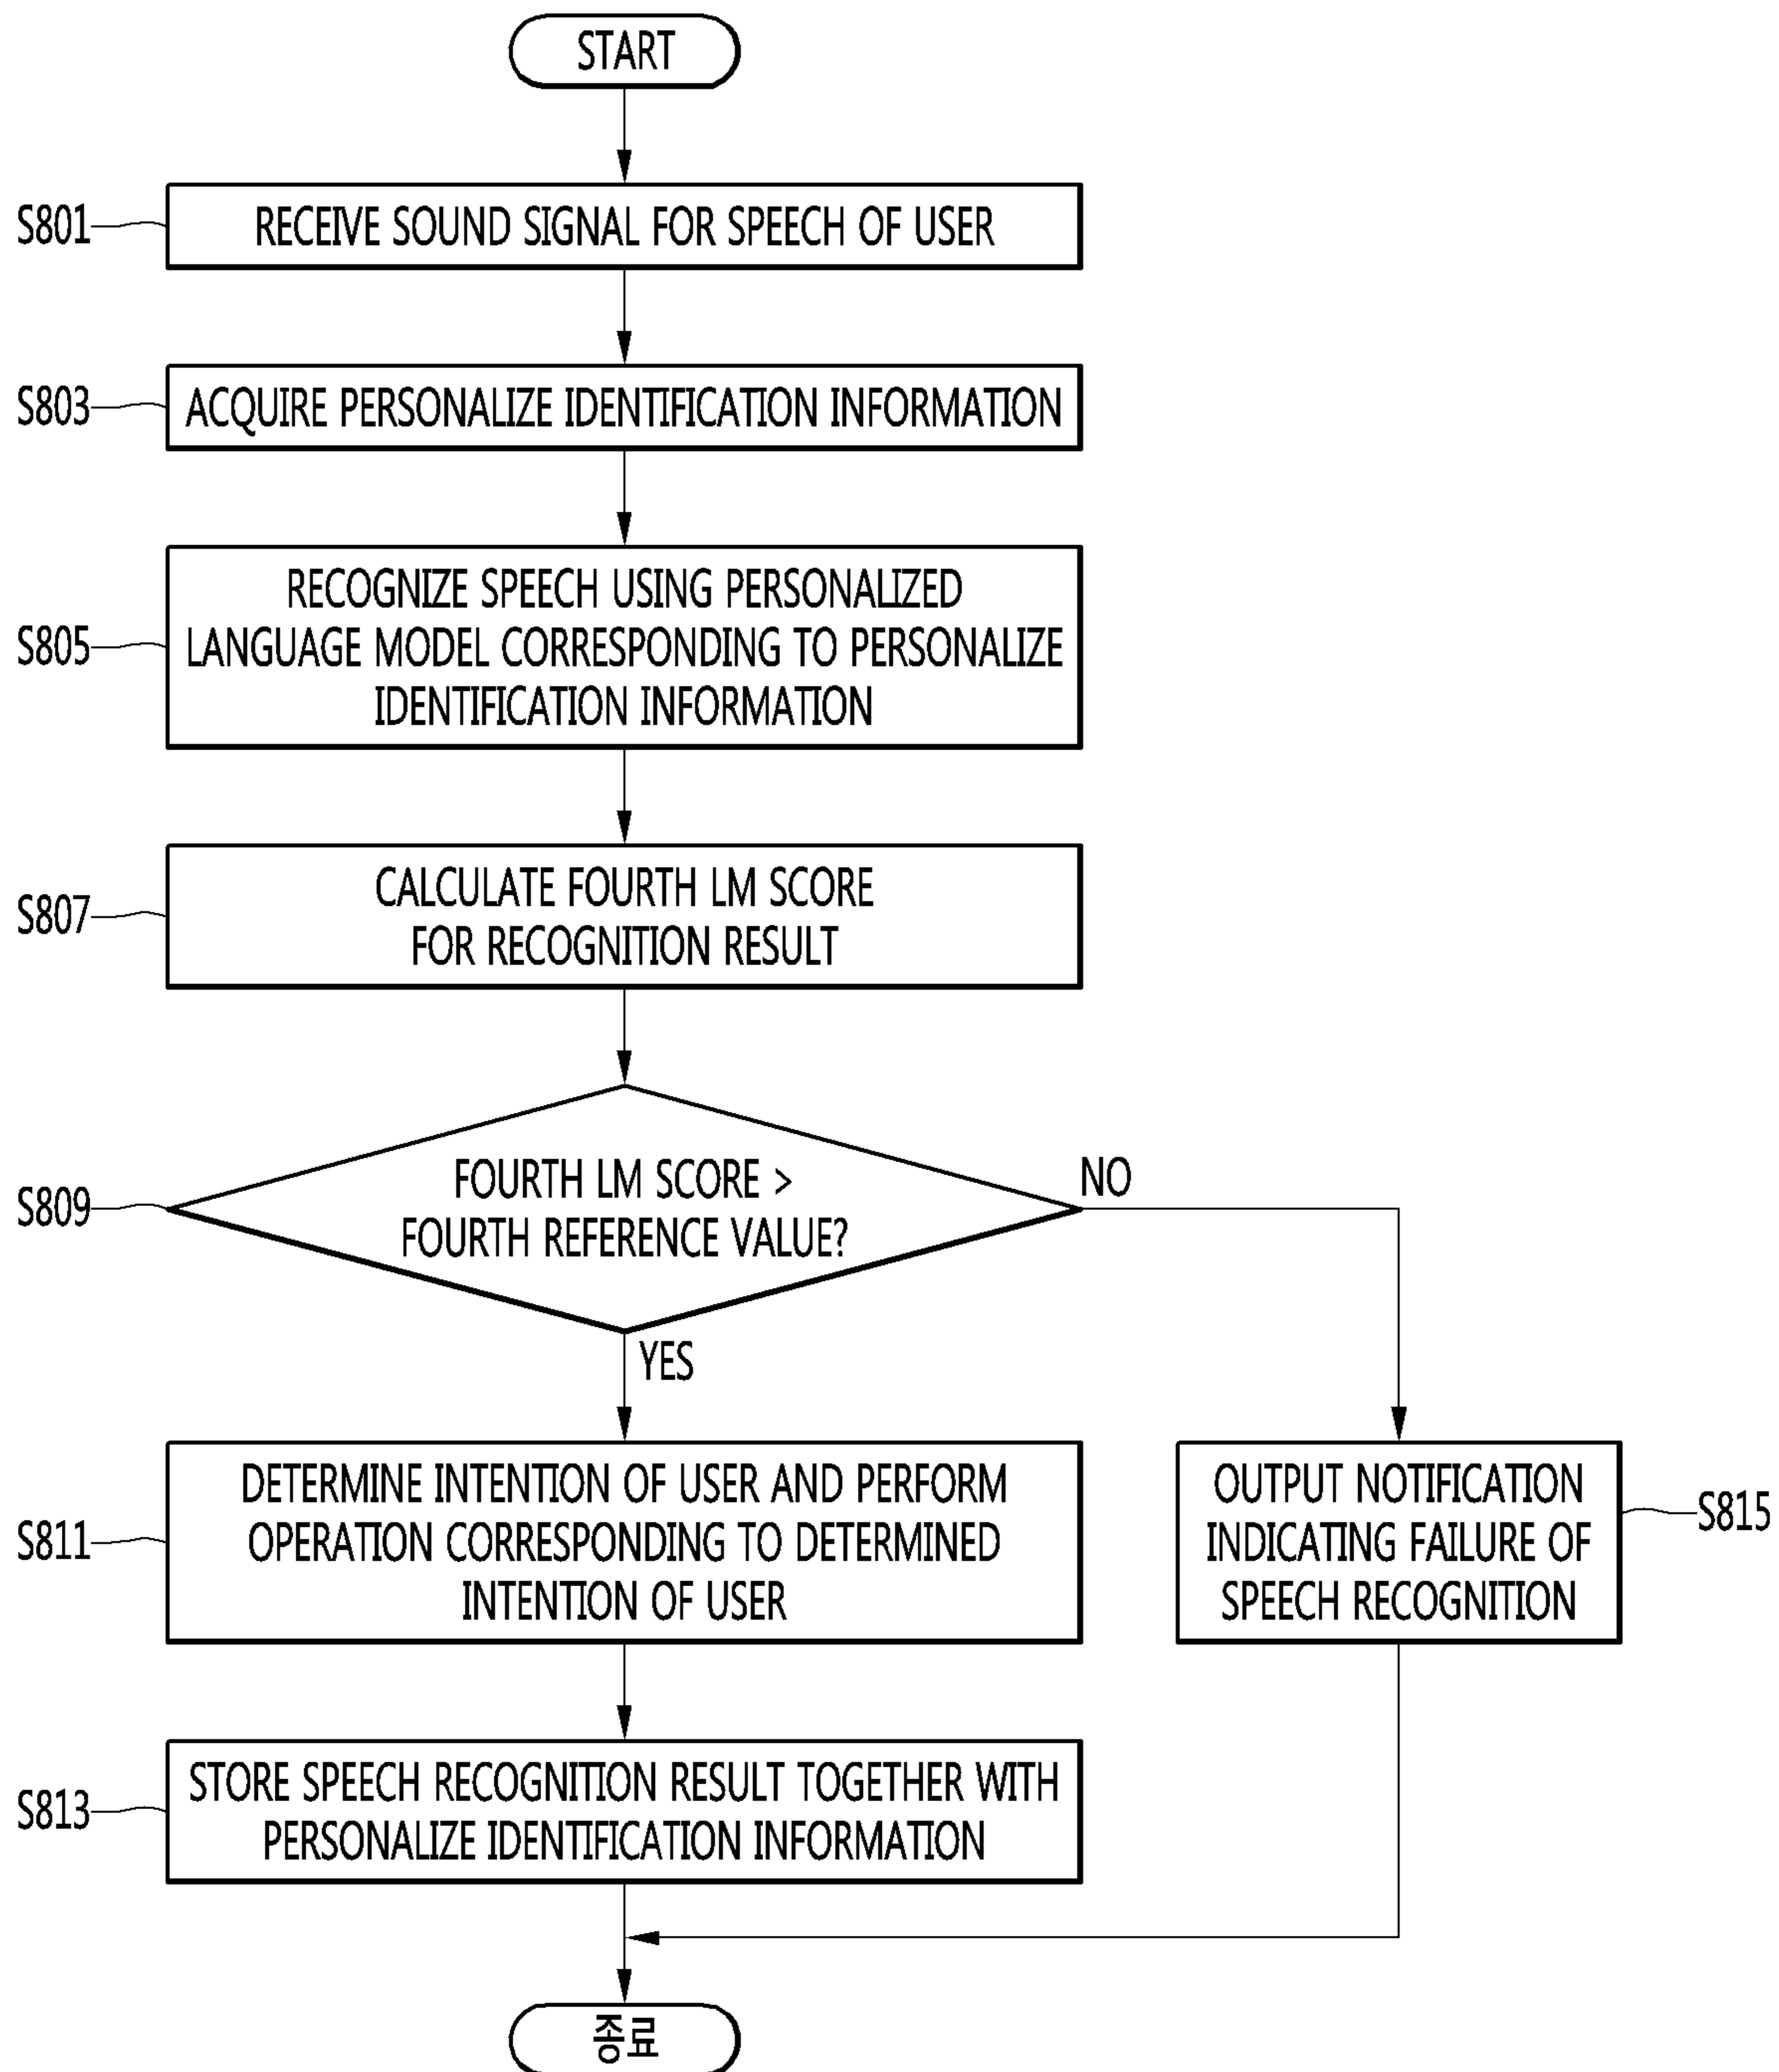 START
S801
RECEIVE SOUND SIGNAL FOR SPEECH OF USER
S803
ACQUIRE PERSONALIZE IDENTIFICATION INFORMATION
S805
RECOGNIZE SPEECH USING PERSONALIZED
LANGUAGE MODEL CORRESPONDING TO PERSONALIZE
IDENTIFICATION INFORMATION
S807
CALCULATE FOURTH LM SCORE
FOR RECOGNITION RESULT
S809
FOURTH LM SCORE >
FOURTH REFERENCE VALUE?
NO
YES
S811
DETERMINE INTENTION OF USER AND PERFORM
OPERATION CORRESPONDING TO DETERMINED
INTENTION OF USER
OUTPUT NOTIFICATION
INDICATING FAILURE OF
SPEECH RECOGNITION
S815
S813
STORE SPEECH RECOGNITION RESULT TOGETHER WITH
PERSONALIZE IDENTIFICATION INFORMATION
종료